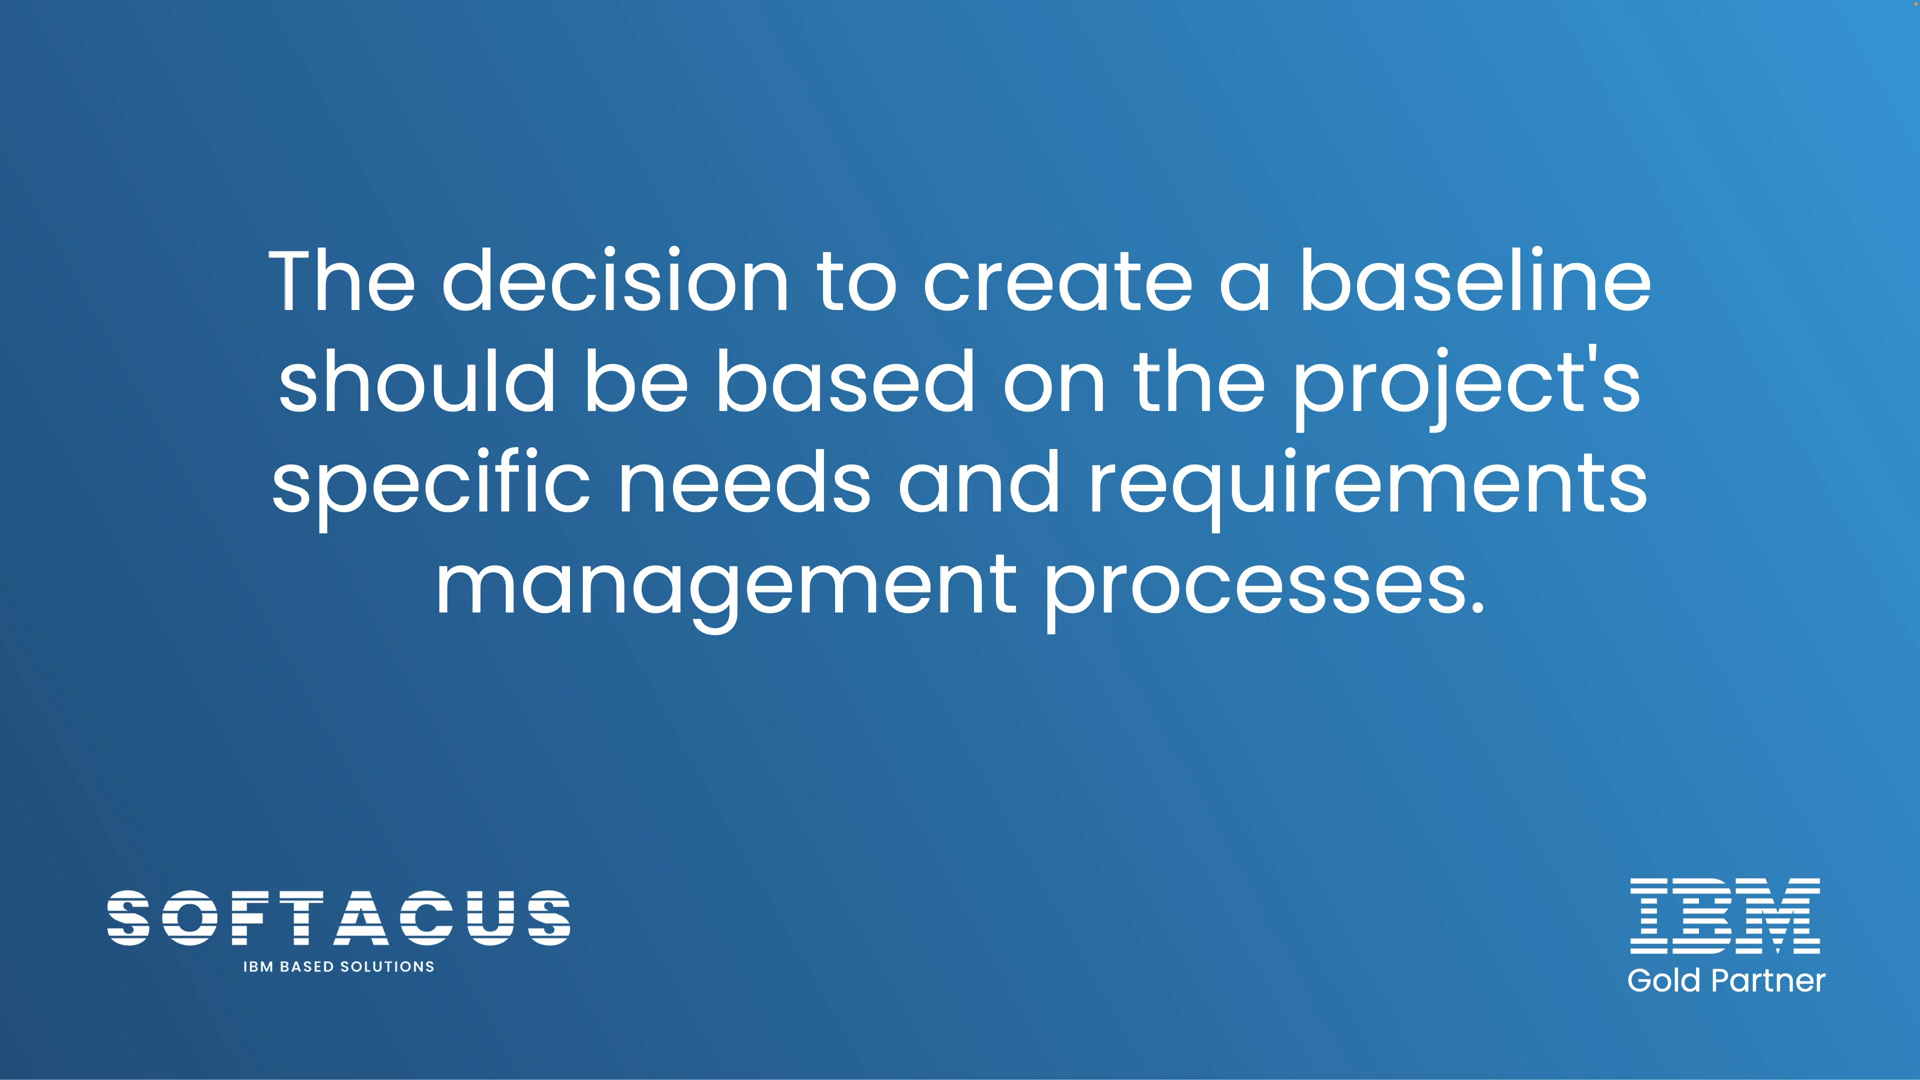 The decision to create a baseline
should be based on the project's
specific needs and requirements
management processes.
SOFTACUS
IBM BASED SOLUTIONS
IBM
Gold Partner